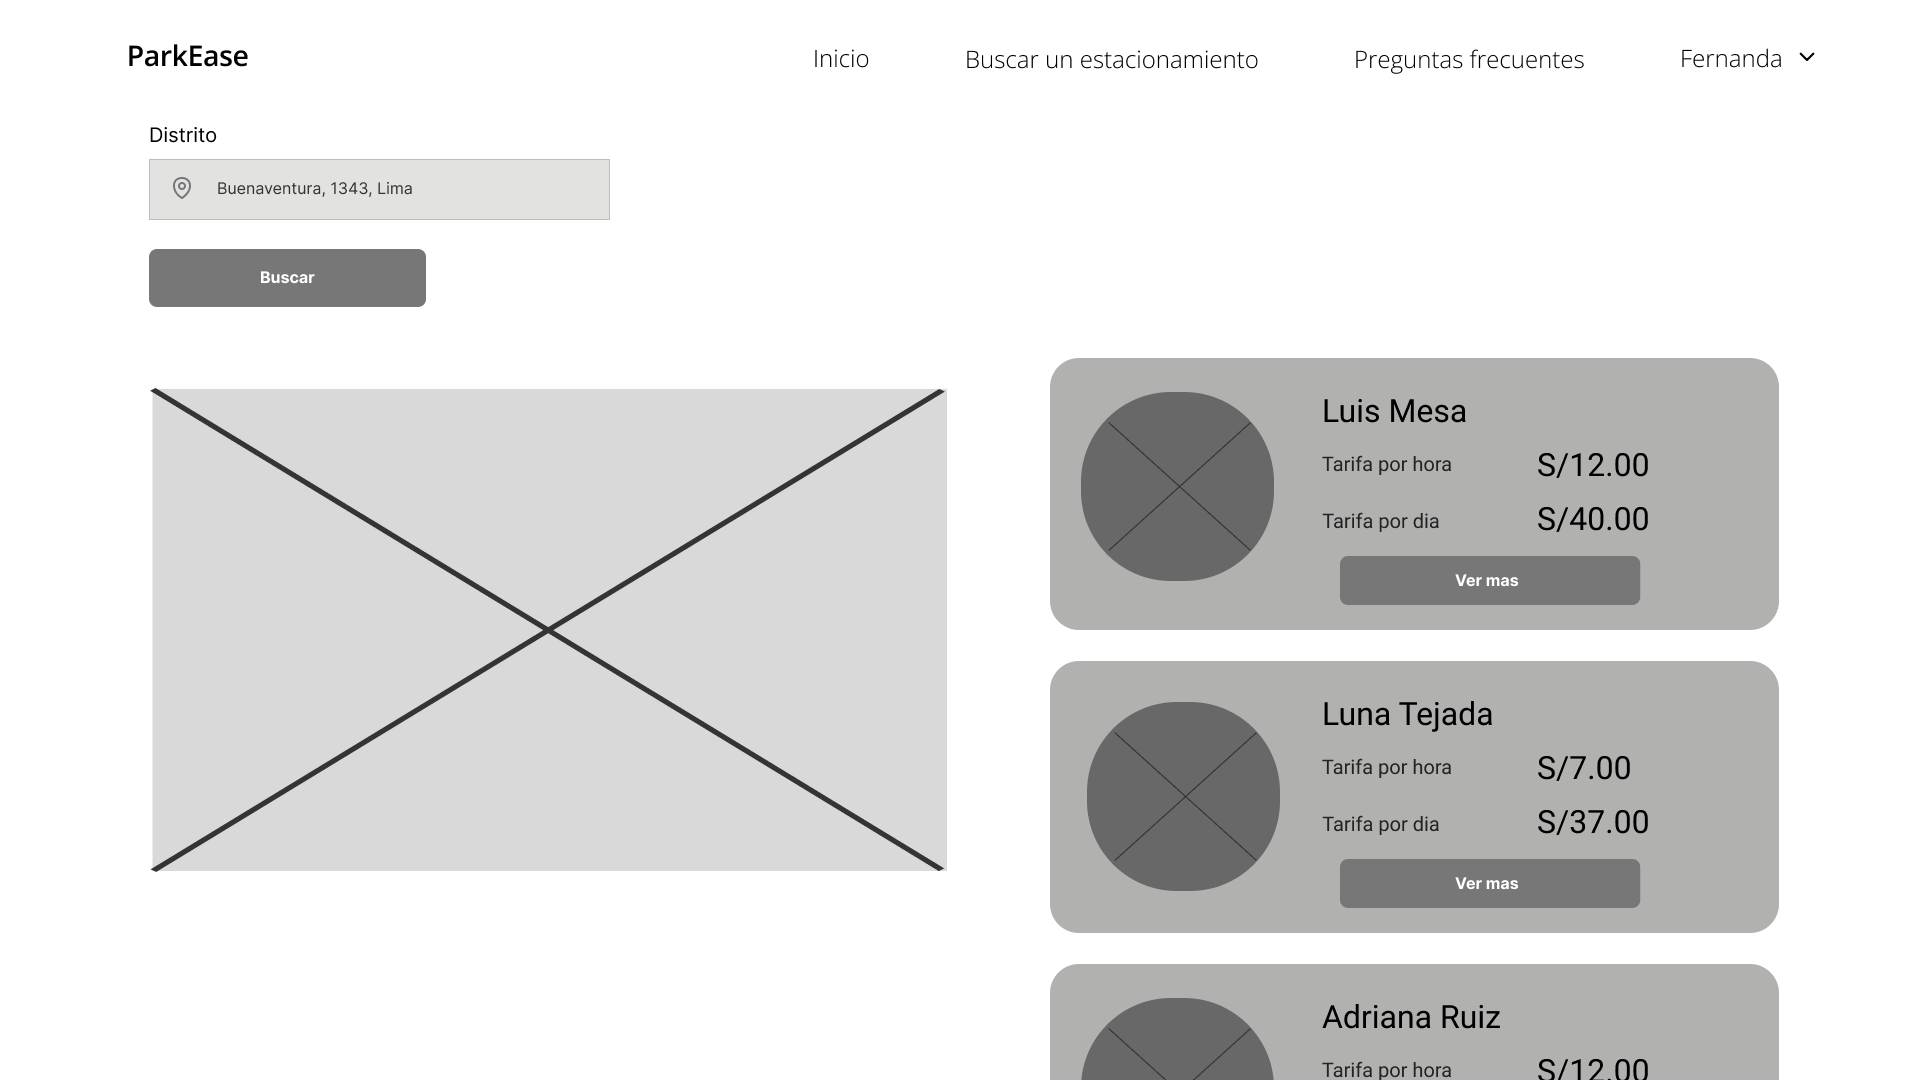 ParkEase
Inicio
Buscar un estacionamiento
Preguntas frecuentes
Fernanda
Distrito
Buenaventura, 1343, Lima
Buscar
Luis Mesa
Tarifa por hora
S/12.00
Tarifa por dia
S/40.00
Ver mas
Luna Tejada
Tarifa por hora
S/7.00
Tarifa por dia
S/37.00
Ver mas
Adriana Ruiz
Tarifa por hora
S/12.00